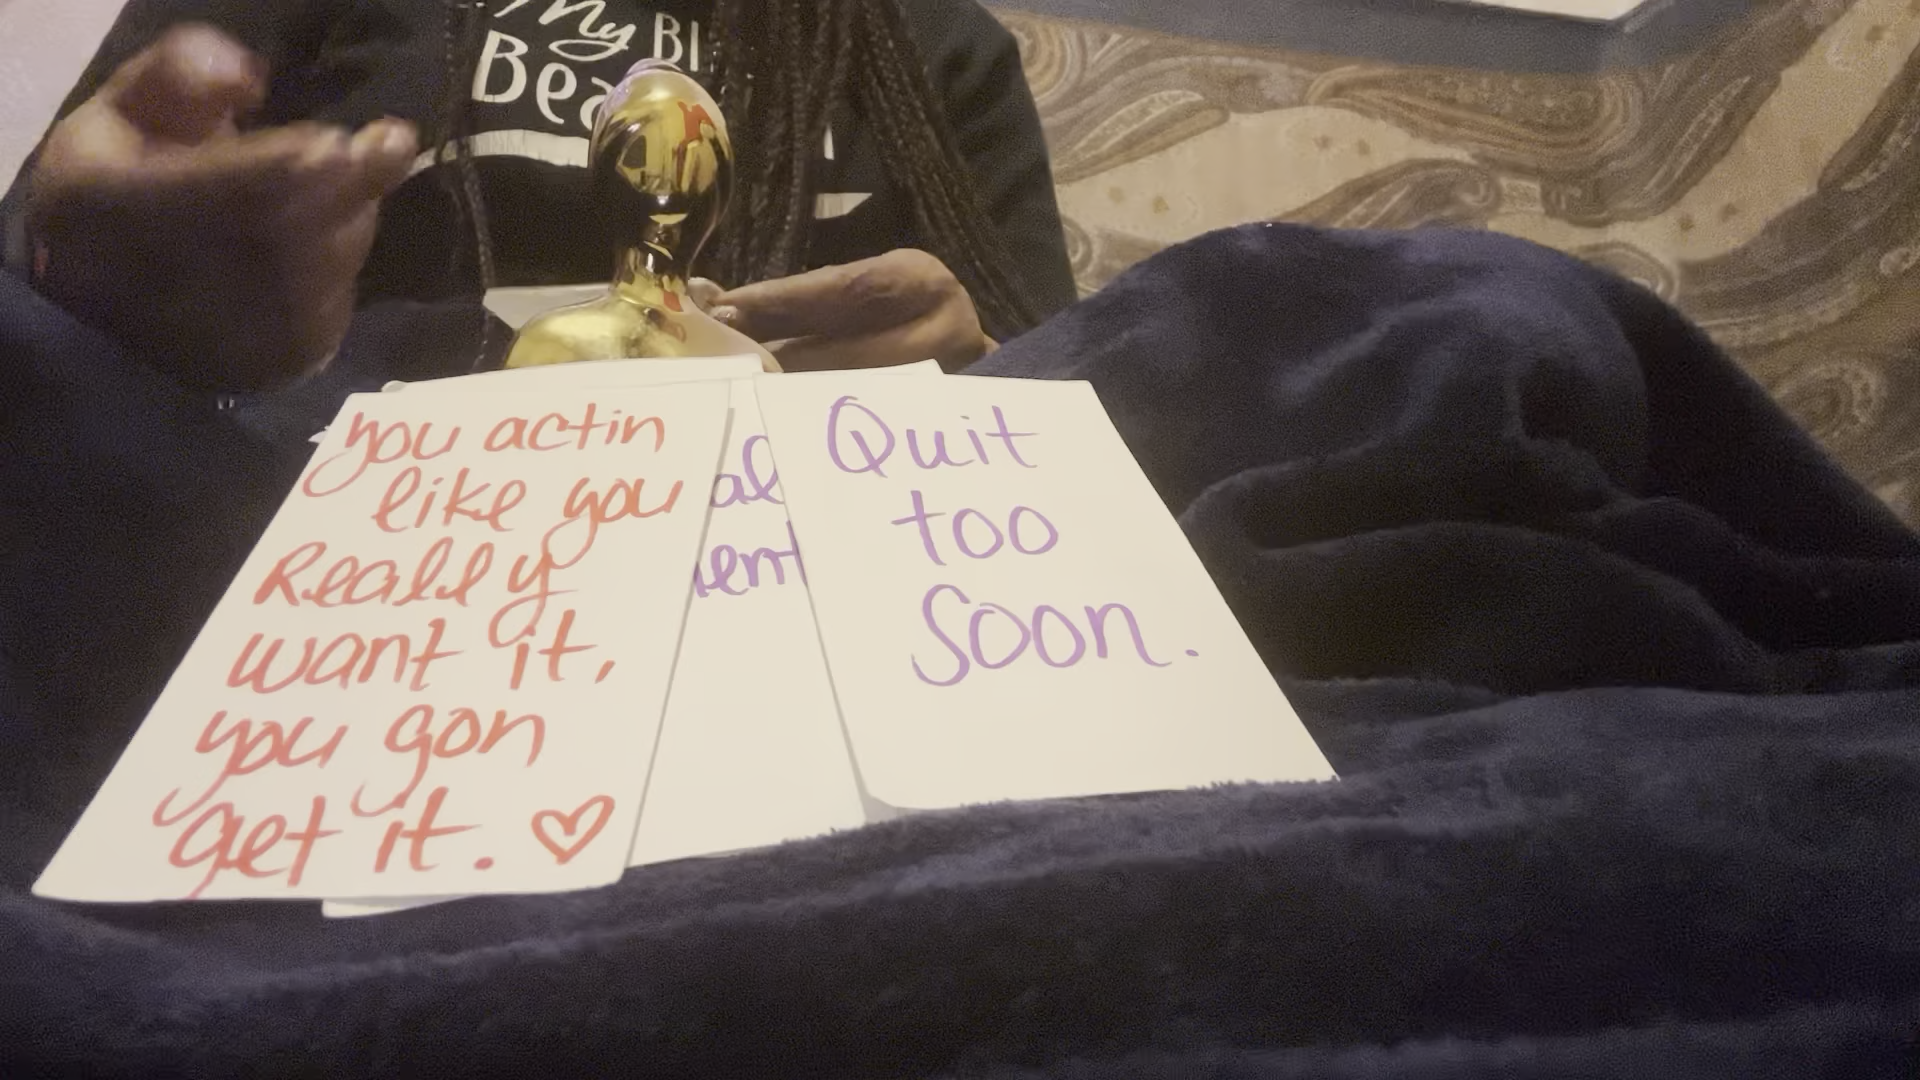 My Bl
Bea
you actin
like you
Really
want it,
you gon
get it.
al
ent
Quit
too
Soon.